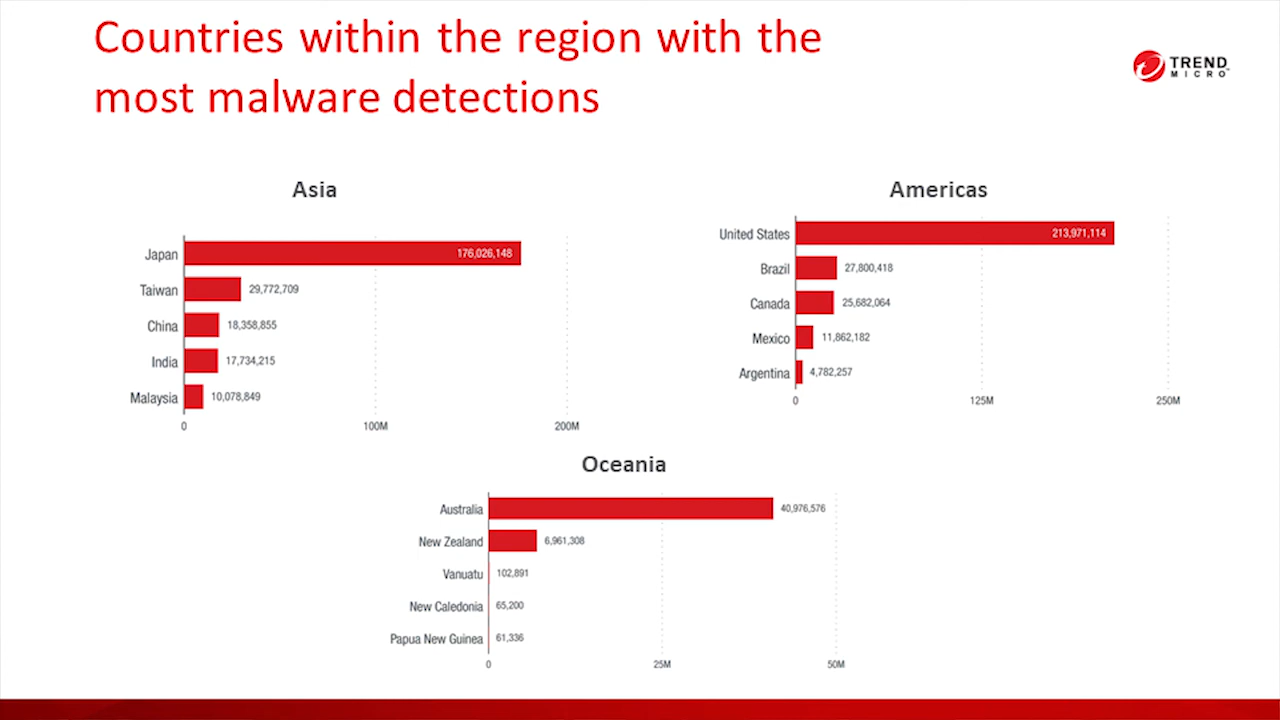 Countries within the region with the
most malware detections
TREND
MICRO™
Asia
Japan 176,026,148
Taiwan 29,772,709
China 18,358,855
India 17,734,215
Malaysia 10,078,849
0 100M 200M
Americas
United States 213,971,114
Brazil 27,800,418
Canada 25,682,064
Mexico 11,862,182
Argentina 4,782,257
0 125M 250M
Oceania
Australia 40,976,576
New Zealand 6,961,308
Vanuatu 102,891
New Caledonia 65,200
Papua New Guinea 61,336
0 25M 50M